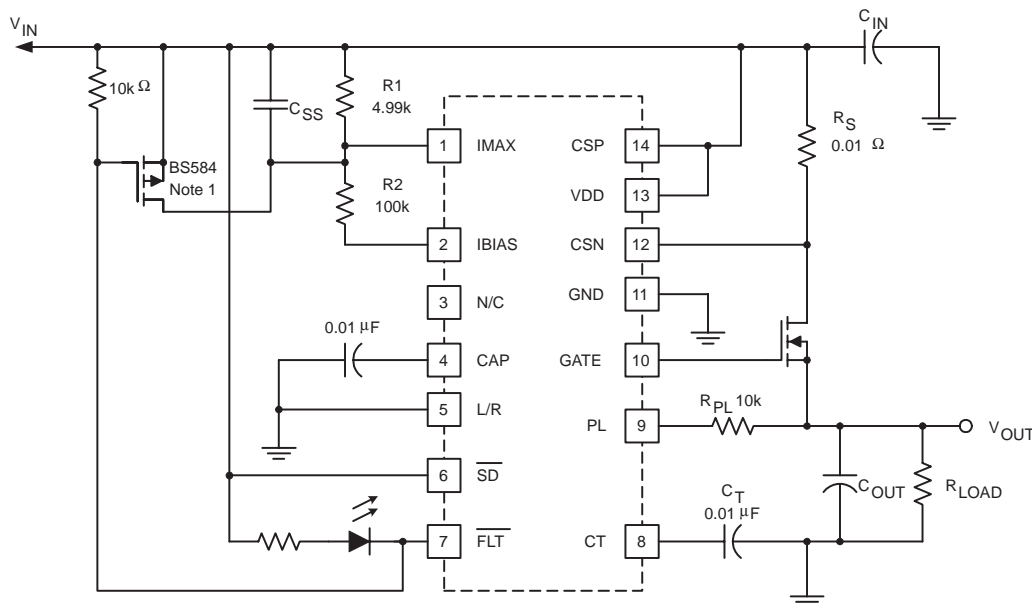 VIN
CIN
10k Ω
CSS
R1
4.99k
RS
0.01 Ω
BS584
Note 1
R2
100k
1 IMAX
CSP 14
VDD 13
2 IBIAS
CSN 12
3 N/C
GND 11
0.01 μF
4 CAP
GATE 10
5 L/R
PL 9
RPL 10k
VOUT
6 SD
COUT
RLOAD
CT
0.01 μF
7 FLT
CT 8